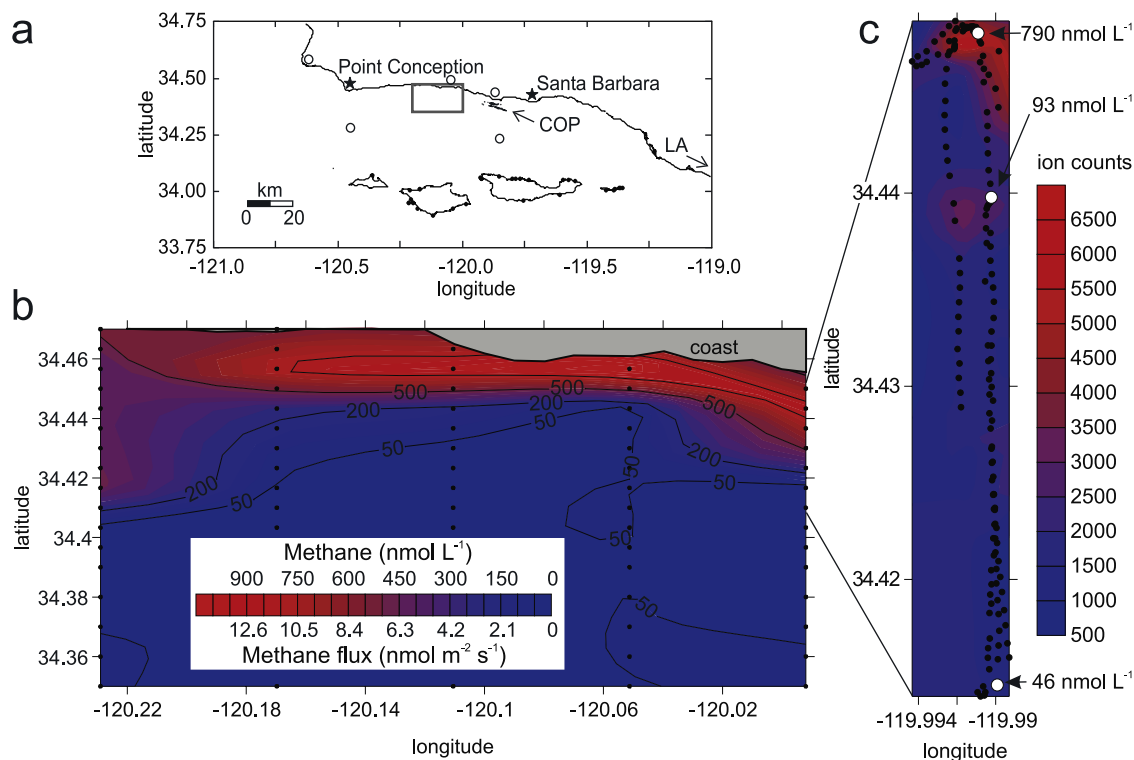 a
34.75
34.50
34.25
34.00
33.75
latitude
Point Conception
Santa Barbara
COP
LA
km
0 20
-121.0 -120.5 -120.0 -119.5 -119.0
longitude
b
34.46
34.44
34.42
34.4
34.38
34.36
latitude
coast
500 500 500
200 200 200
50 50
200 50 50
50
Methane (nmol L⁻¹)
900 750 600 450 300 150 0
12.6 10.5 8.4 6.3 4.2 2.1 0
Methane flux (nmol m⁻² s⁻¹)
-120.22 -120.18 -120.14 -120.10 -120.06 -120.02
longitude
c
790 nmol L⁻¹
93 nmol L⁻¹
46 nmol L⁻¹
34.44
34.43
34.42
latitude
-119.994 -119.99
longitude
ion counts
6500
6000
5500
5000
4500
4000
3500
3000
2500
2000
1500
1000
500